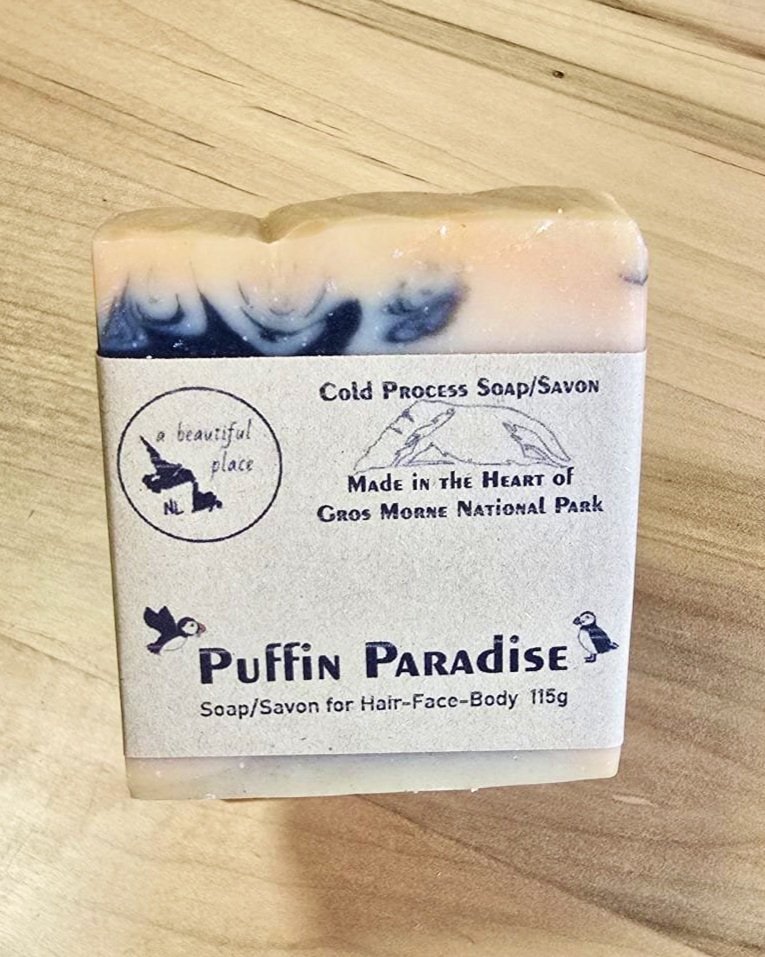 a beautiful
place
NL
Cold Process Soap/Savon
Made in the Heart of
Gros Morne National Park
Puffin Paradise
Soap/Savon for Hair-Face-Body 115g